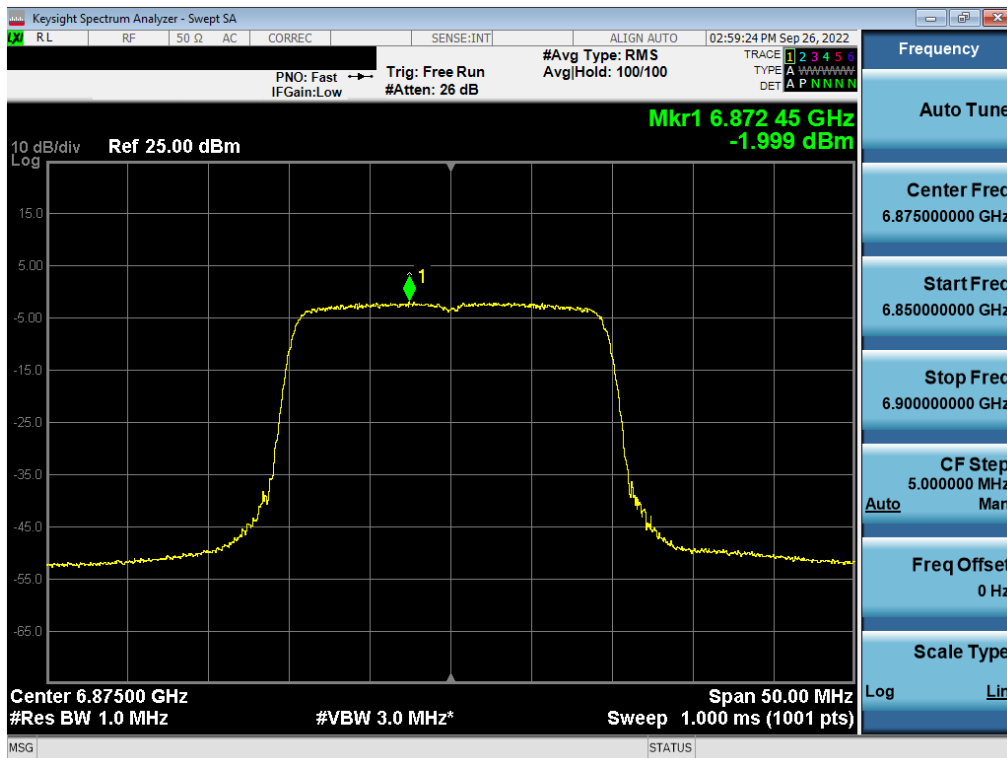 Keysight Spectrum Analyzer - Swept SA
LXI RL RF 50 Ω AC CORREC SENSE:INT ALIGN AUTO 02:59:24 PM Sep 26, 2022
PNO: Fast
IFGain:Low
Trig: Free Run
#Atten: 26 dB
#Avg Type: RMS
Avg|Hold: 100/100
TRACE 1 2 3 4 5 6
TYPE A WWWWW
DET A P N N N N
Mkr1 6.872 45 GHz
-1.999 dBm
10 dB/div Ref 25.00 dBm
Log
15.0
5.00
-5.00
-15.0
-25.0
-35.0
-45.0
-55.0
-65.0
1
Center 6.87500 GHz Span 50.00 MHz
#Res BW 1.0 MHz #VBW 3.0 MHz* Sweep 1.000 ms (1001 pts)
MSG STATUS
Frequency
Auto Tune
Center Freq
6.875000000 GHz
Start Freq
6.850000000 GHz
Stop Freq
6.900000000 GHz
CF Step
5.000000 MHz
Auto Man
Freq Offset
0 Hz
Scale Type
Log Lin